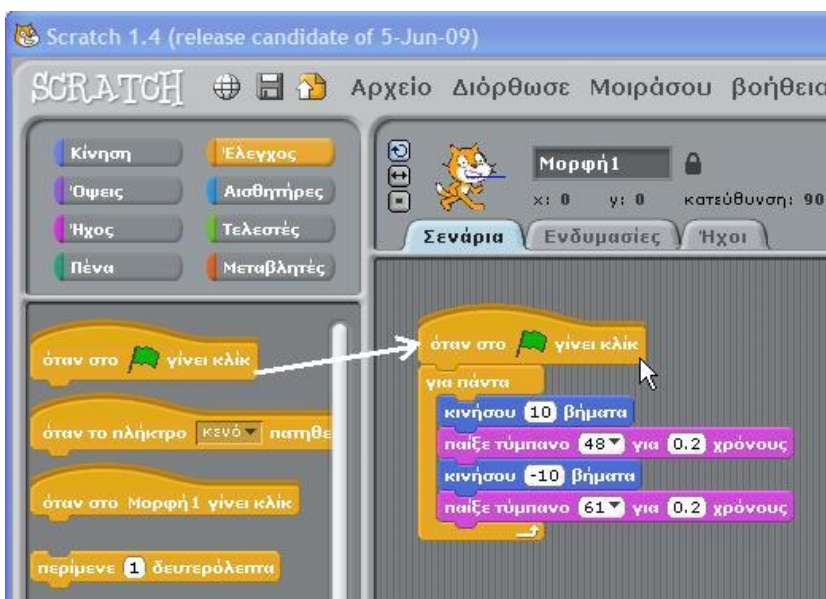 Scratch 1.4 (release candidate of 5-Jun-09)
SCRATCH Αρχείο Διόρθωσε Μοιράσου βοήθεια
Κίνηση Έλεγχος
Όψεις Αισθητήρες
Ήχος Τελεστές
Πένα Μεταβλητές
όταν στο γίνει κλίκ
όταν το πλήκτρο κενό πατηθε
όταν στο Μορφή1 γίνει κλίκ
περίμενε 1 δευτερόλεπτα
Μορφή1
x: 0 y: 0 κατεύθυνση: 90
Σενάρια Ενδυμασίες Ήχοι
όταν στο γίνει κλίκ
για πάντα
κινήσου 10 βήματα
παίξε τύμπανο 48 για 0.2 χρόνους
κινήσου -10 βήματα
παίξε τύμπανο 61 για 0.2 χρόνους